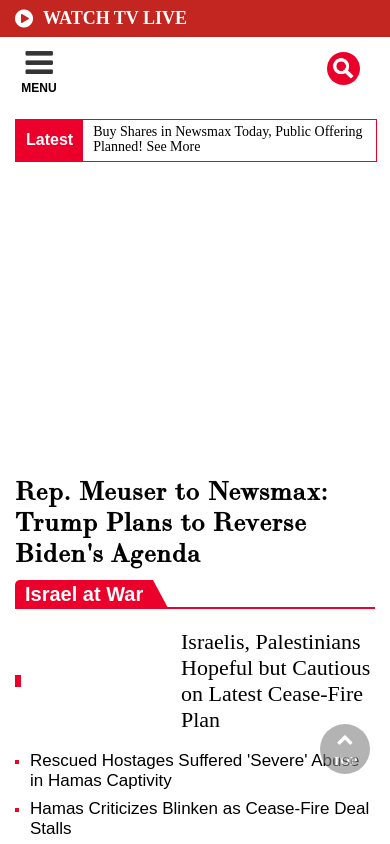 WATCH TV LIVE
MENU
Latest
Buy Shares in Newsmax Today, Public Offering
Planned! See More
Rep. Meuser to Newsmax:
Trump Plans to Reverse
Biden's Agenda
Israel at War
Israelis, Palestinians
Hopeful but Cautious
on Latest Cease-Fire
Plan
Rescued Hostages Suffered 'Severe' Abuse
in Hamas Captivity
TOP
Hamas Criticizes Blinken as Cease-Fire Deal
Stalls